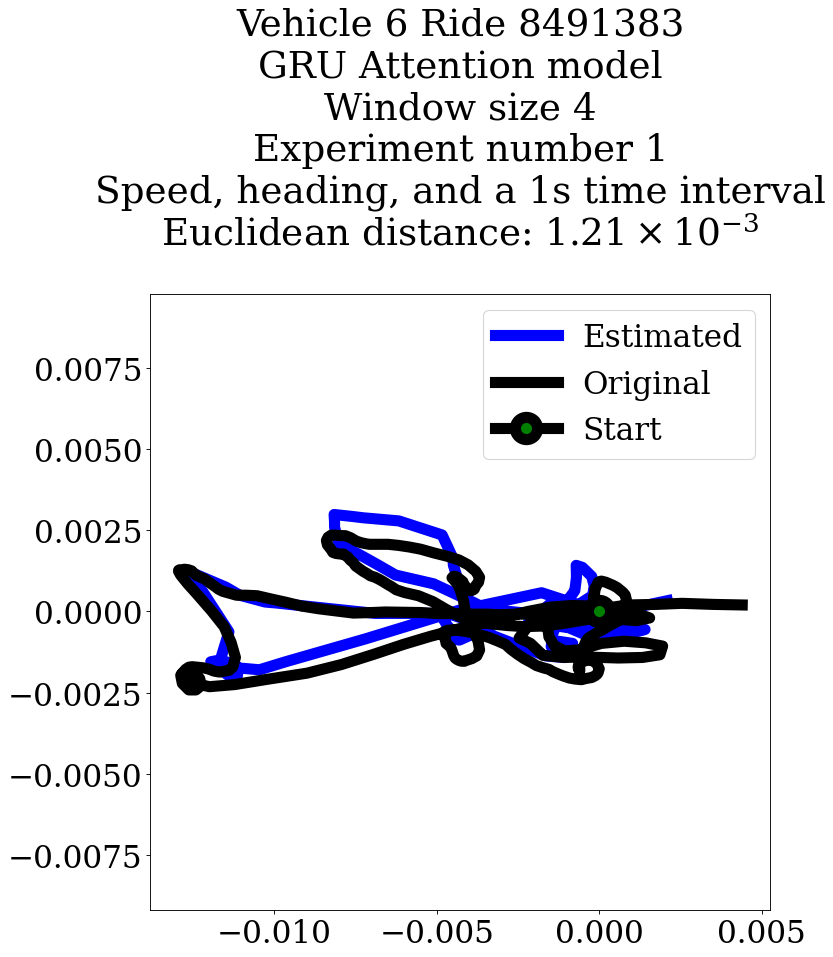 Vehicle 6 Ride 8491383
GRU Attention model
Window size 4
Experiment number 1
Speed, heading, and a 1s time interval
Euclidean distance: 1.21 × 10⁻³
Estimated
Original
Start
0.0075
0.0050
0.0025
0.0000
−0.0025
−0.0050
−0.0075
−0.010 −0.005 0.000 0.005